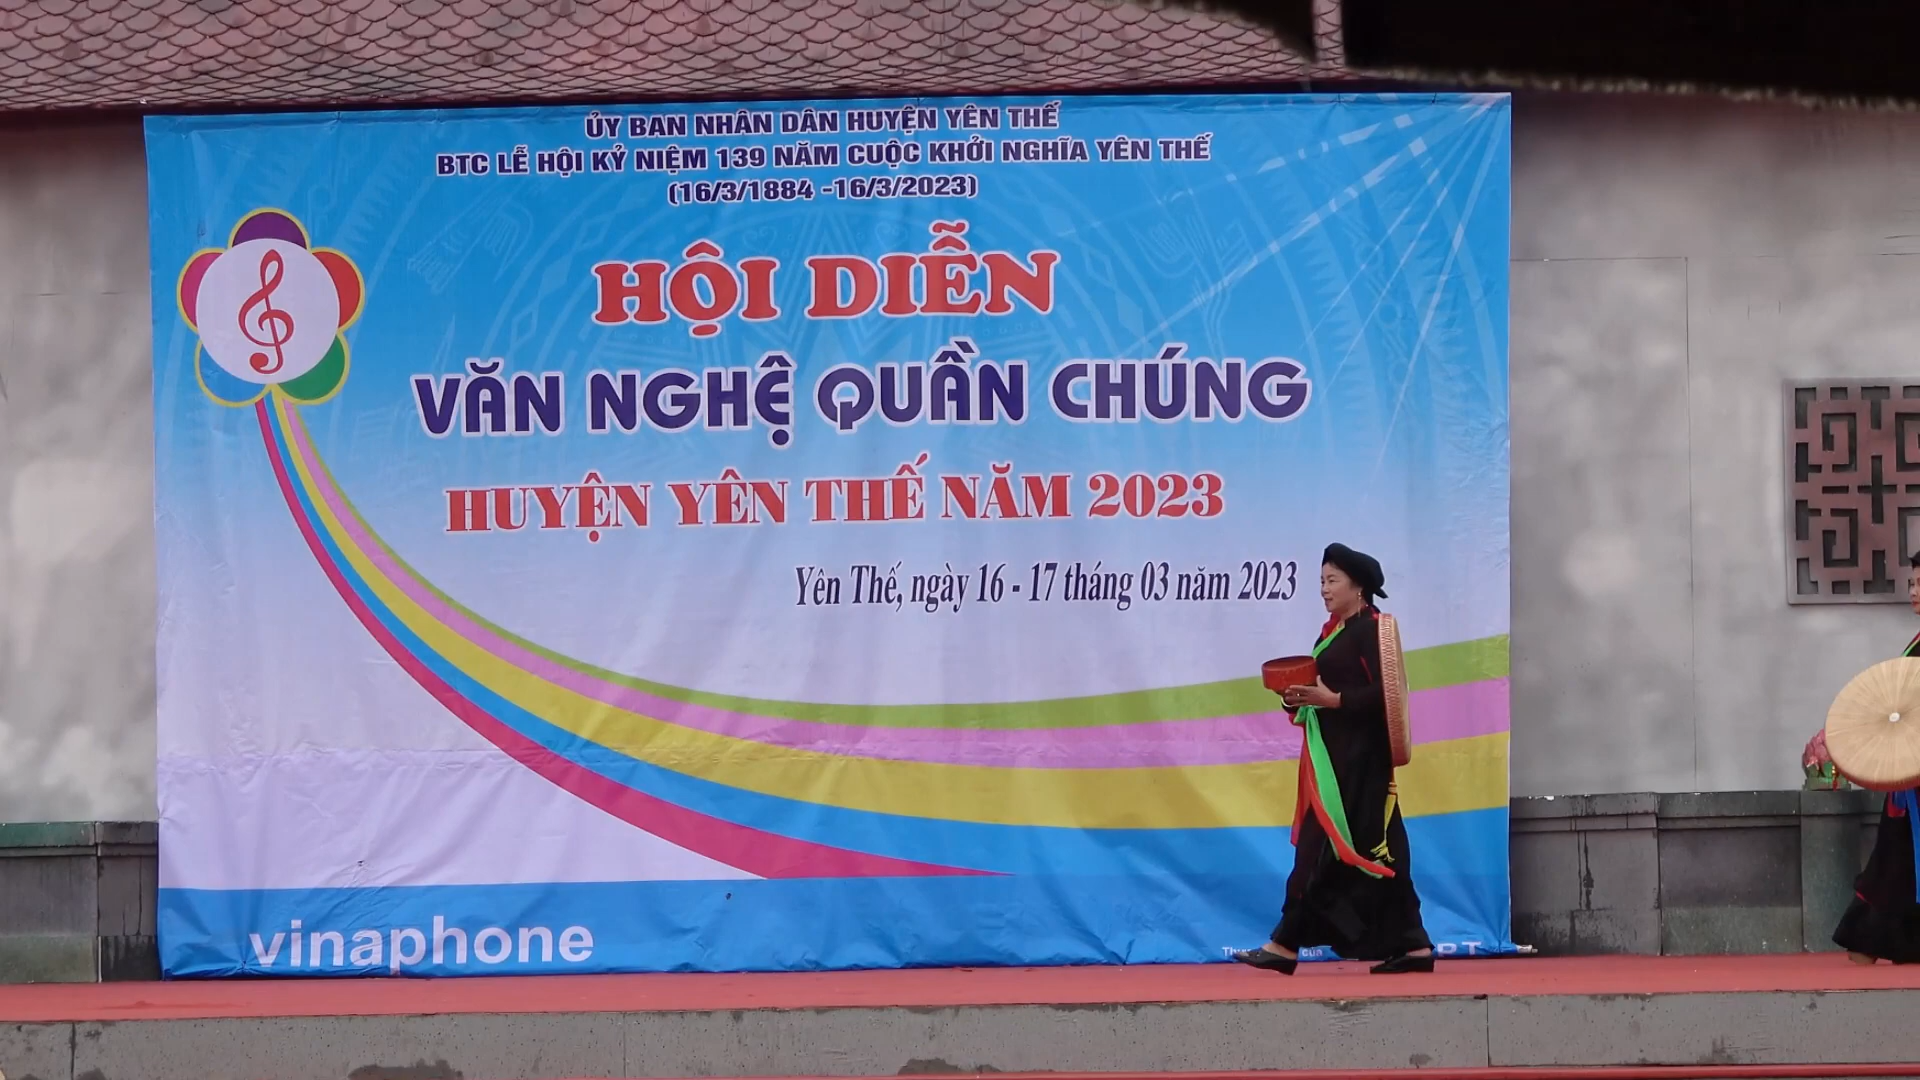 ỦY BAN NHÂN DÂN HUYỆN YÊN THẾ
BTC LỄ HỘI KỶ NIỆM 139 NĂM CUỘC KHỞI NGHĨA YÊN THẾ
(16/3/1884 -16/3/2023)
HỘI DIỄN
VĂN NGHỆ QUẦN CHÚNG
HUYỆN YÊN THẾ NĂM 2023
Yên Thế, ngày 16 - 17 tháng 03 năm 2023
vinaphone